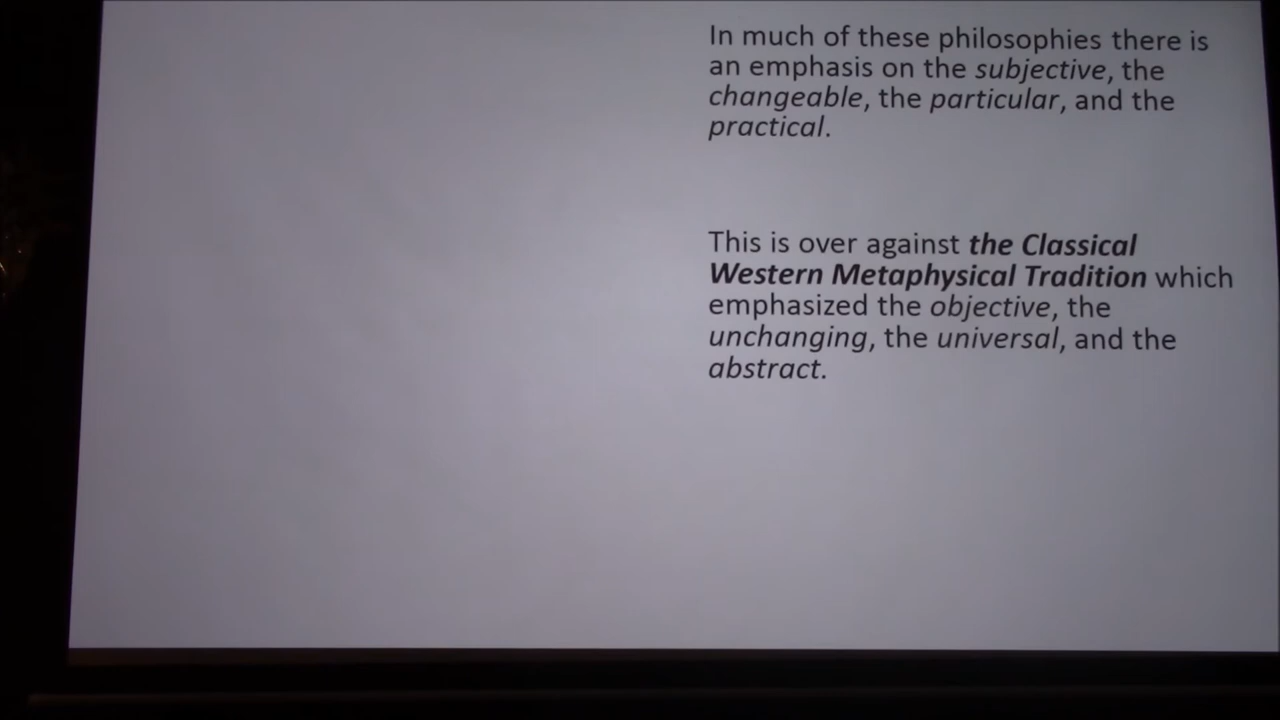 In much of these philosophies there is
an emphasis on the subjective, the
changeable, the particular, and the
practical.
This is over against the Classical
Western Metaphysical Tradition which
emphasized the objective, the
unchanging, the universal, and the
abstract.